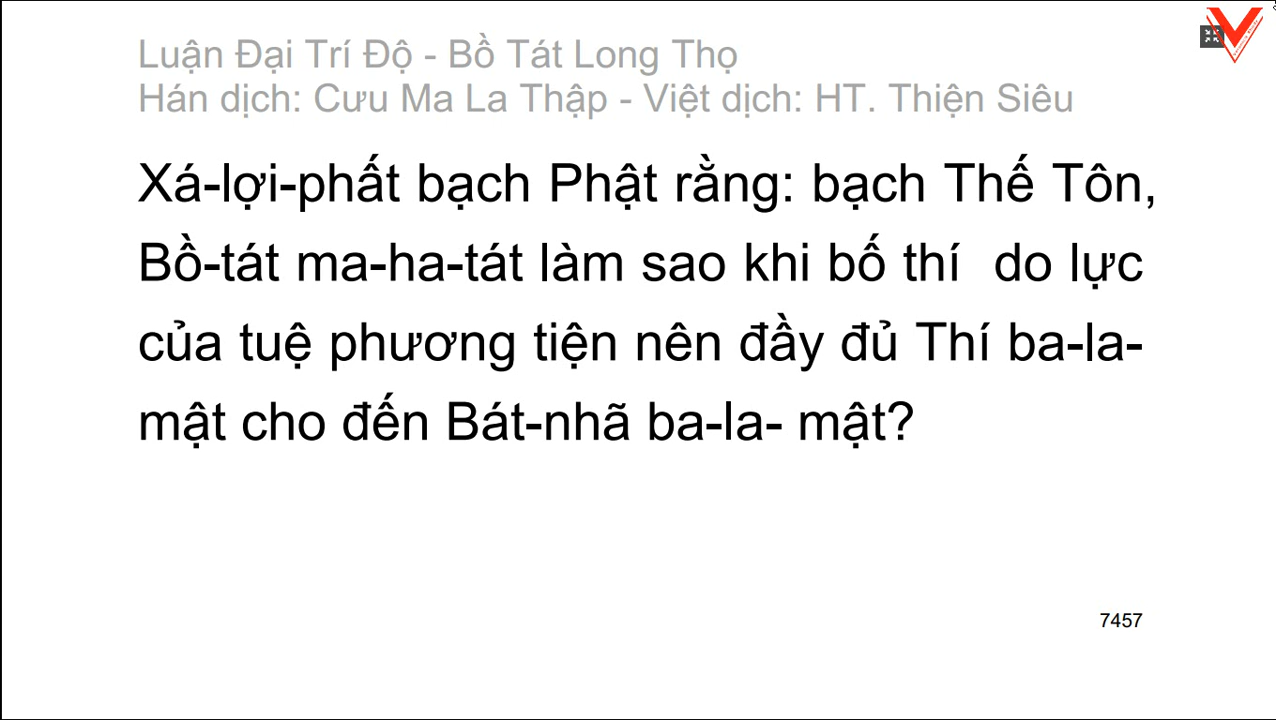 Luận Đại Trí Độ - Bồ Tát Long Thọ
Hán dịch: Cưu Ma La Thập - Việt dịch: HT. Thiện Siêu
Xá-lợi-phất bạch Phật rằng: bạch Thế Tôn,
Bồ-tát ma-ha-tát làm sao khi bố thí  do lực
của tuệ phương tiện nên đầy đủ Thí ba-la-
mật cho đến Bát-nhã ba-la- mật?
7457